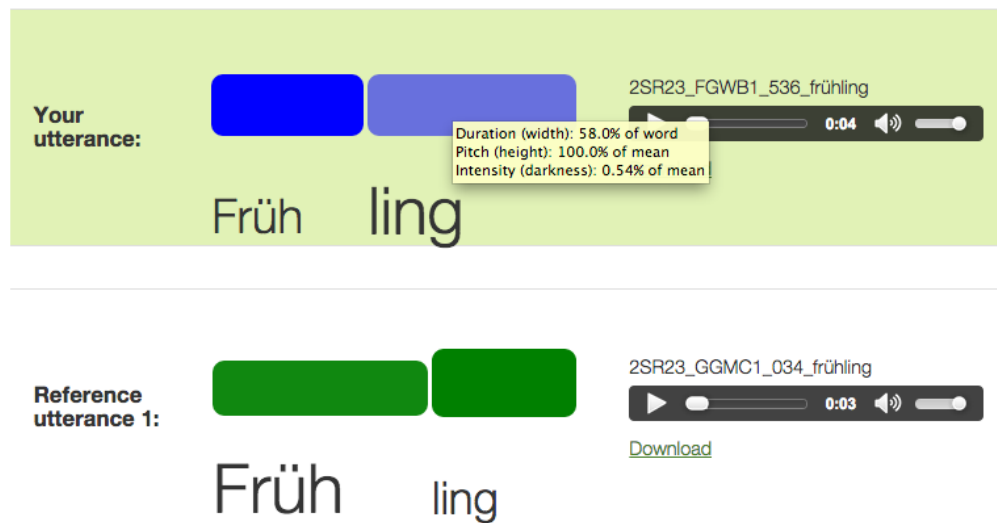 2SR23_FGWB1_536_frühling
Your
utterance:
0:04
Duration (width): 58.0% of word
Pitch (height): 100.0% of mean
Intensity (darkness): 0.54% of mean
Früh
ling
2SR23_GGMC1_034_frühling
Reference
utterance 1:
0:03
Download
Früh
ling